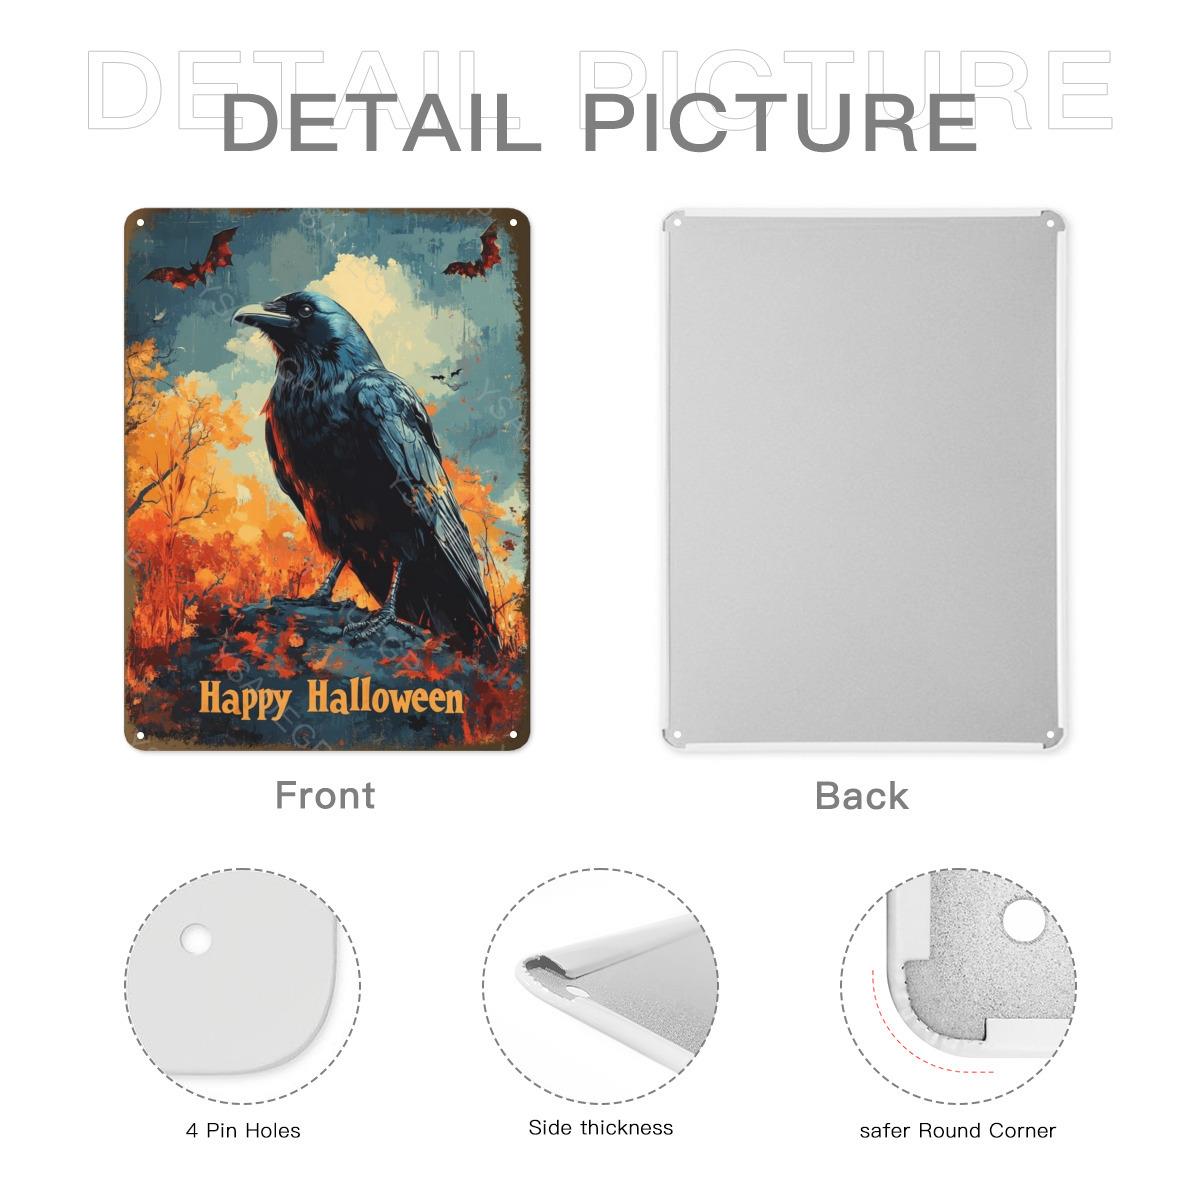 DETAIL PICTURE
DETAIL PICTURE
Happy Halloween
Front
Back
4 Pin Holes
Side thickness
safer Round Corner